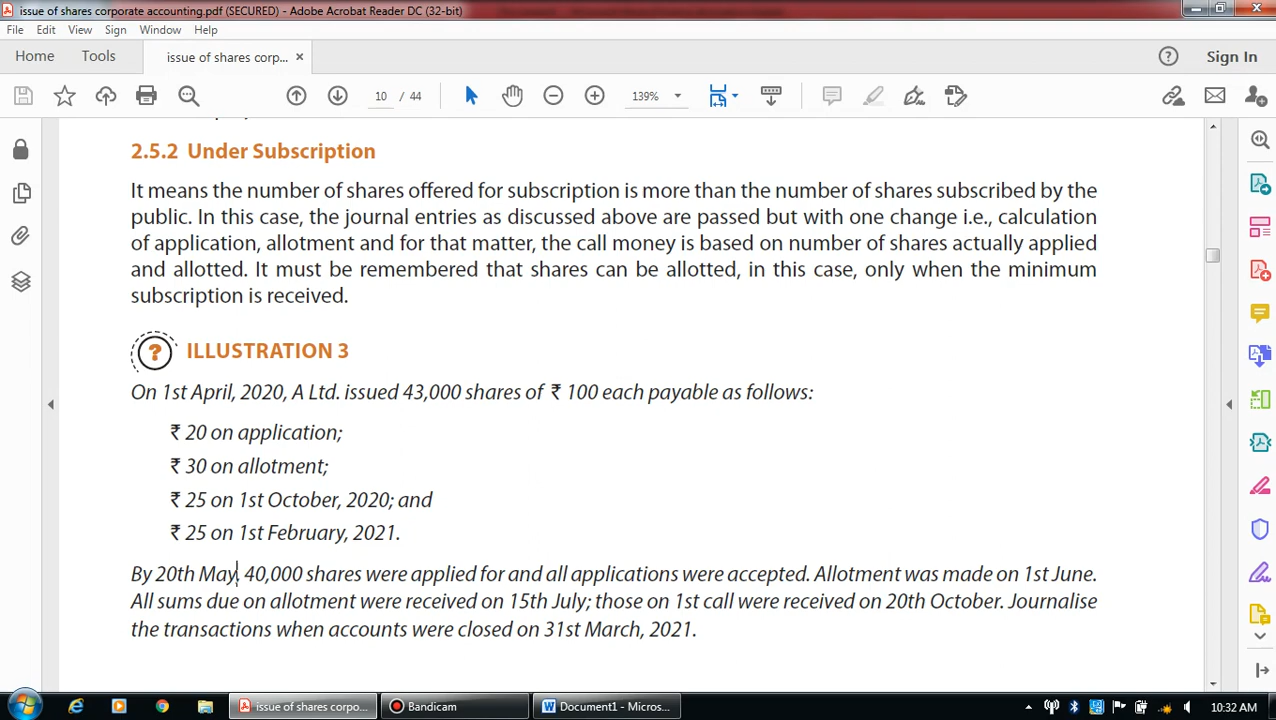 issue of shares corporate accounting.pdf (SECURED) - Adobe Acrobat Reader DC (32-bit)
File Edit View Sign Window Help
Home Tools issue of shares corp... × Sign In
10 / 44 139%
2.5.2 Under Subscription
It means the number of shares offered for subscription is more than the number of shares subscribed by the
public. In this case, the journal entries as discussed above are passed but with one change i.e., calculation
of application, allotment and for that matter, the call money is based on number of shares actually applied
and allotted. It must be remembered that shares can be allotted, in this case, only when the minimum
subscription is received.
? ILLUSTRATION 3
On 1st April, 2020, A Ltd. issued 43,000 shares of ₹ 100 each payable as follows:
₹ 20 on application;
₹ 30 on allotment;
₹ 25 on 1st October, 2020; and
₹ 25 on 1st February, 2021.
By 20th May, 40,000 shares were applied for and all applications were accepted. Allotment was made on 1st June.
All sums due on allotment were received on 15th July; those on 1st call were received on 20th October. Journalise
the transactions when accounts were closed on 31st March, 2021.
issue of shares corpo... Bandicam Document1 - Micros... 10:32 AM